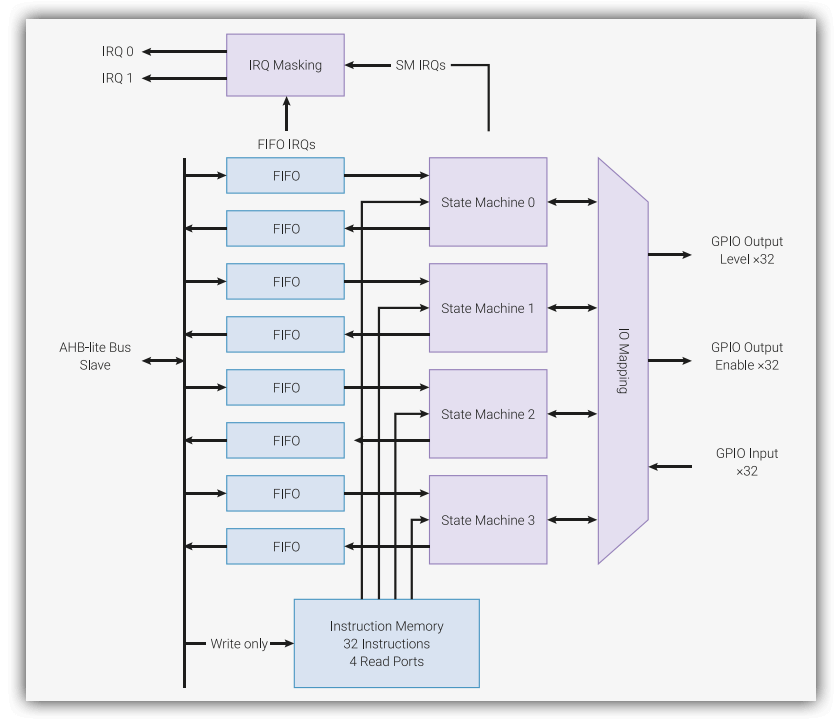 IRQ 0
IRQ 1
IRQ Masking
SM IRQs
FIFO IRQs
FIFO
FIFO
FIFO
FIFO
FIFO
FIFO
FIFO
FIFO
State Machine 0
State Machine 1
State Machine 2
State Machine 3
AHB-lite Bus
Slave
IO Mapping
GPIO Output
Level ×32
GPIO Output
Enable ×32
GPIO Input
×32
Write only
Instruction Memory
32 Instructions
4 Read Ports